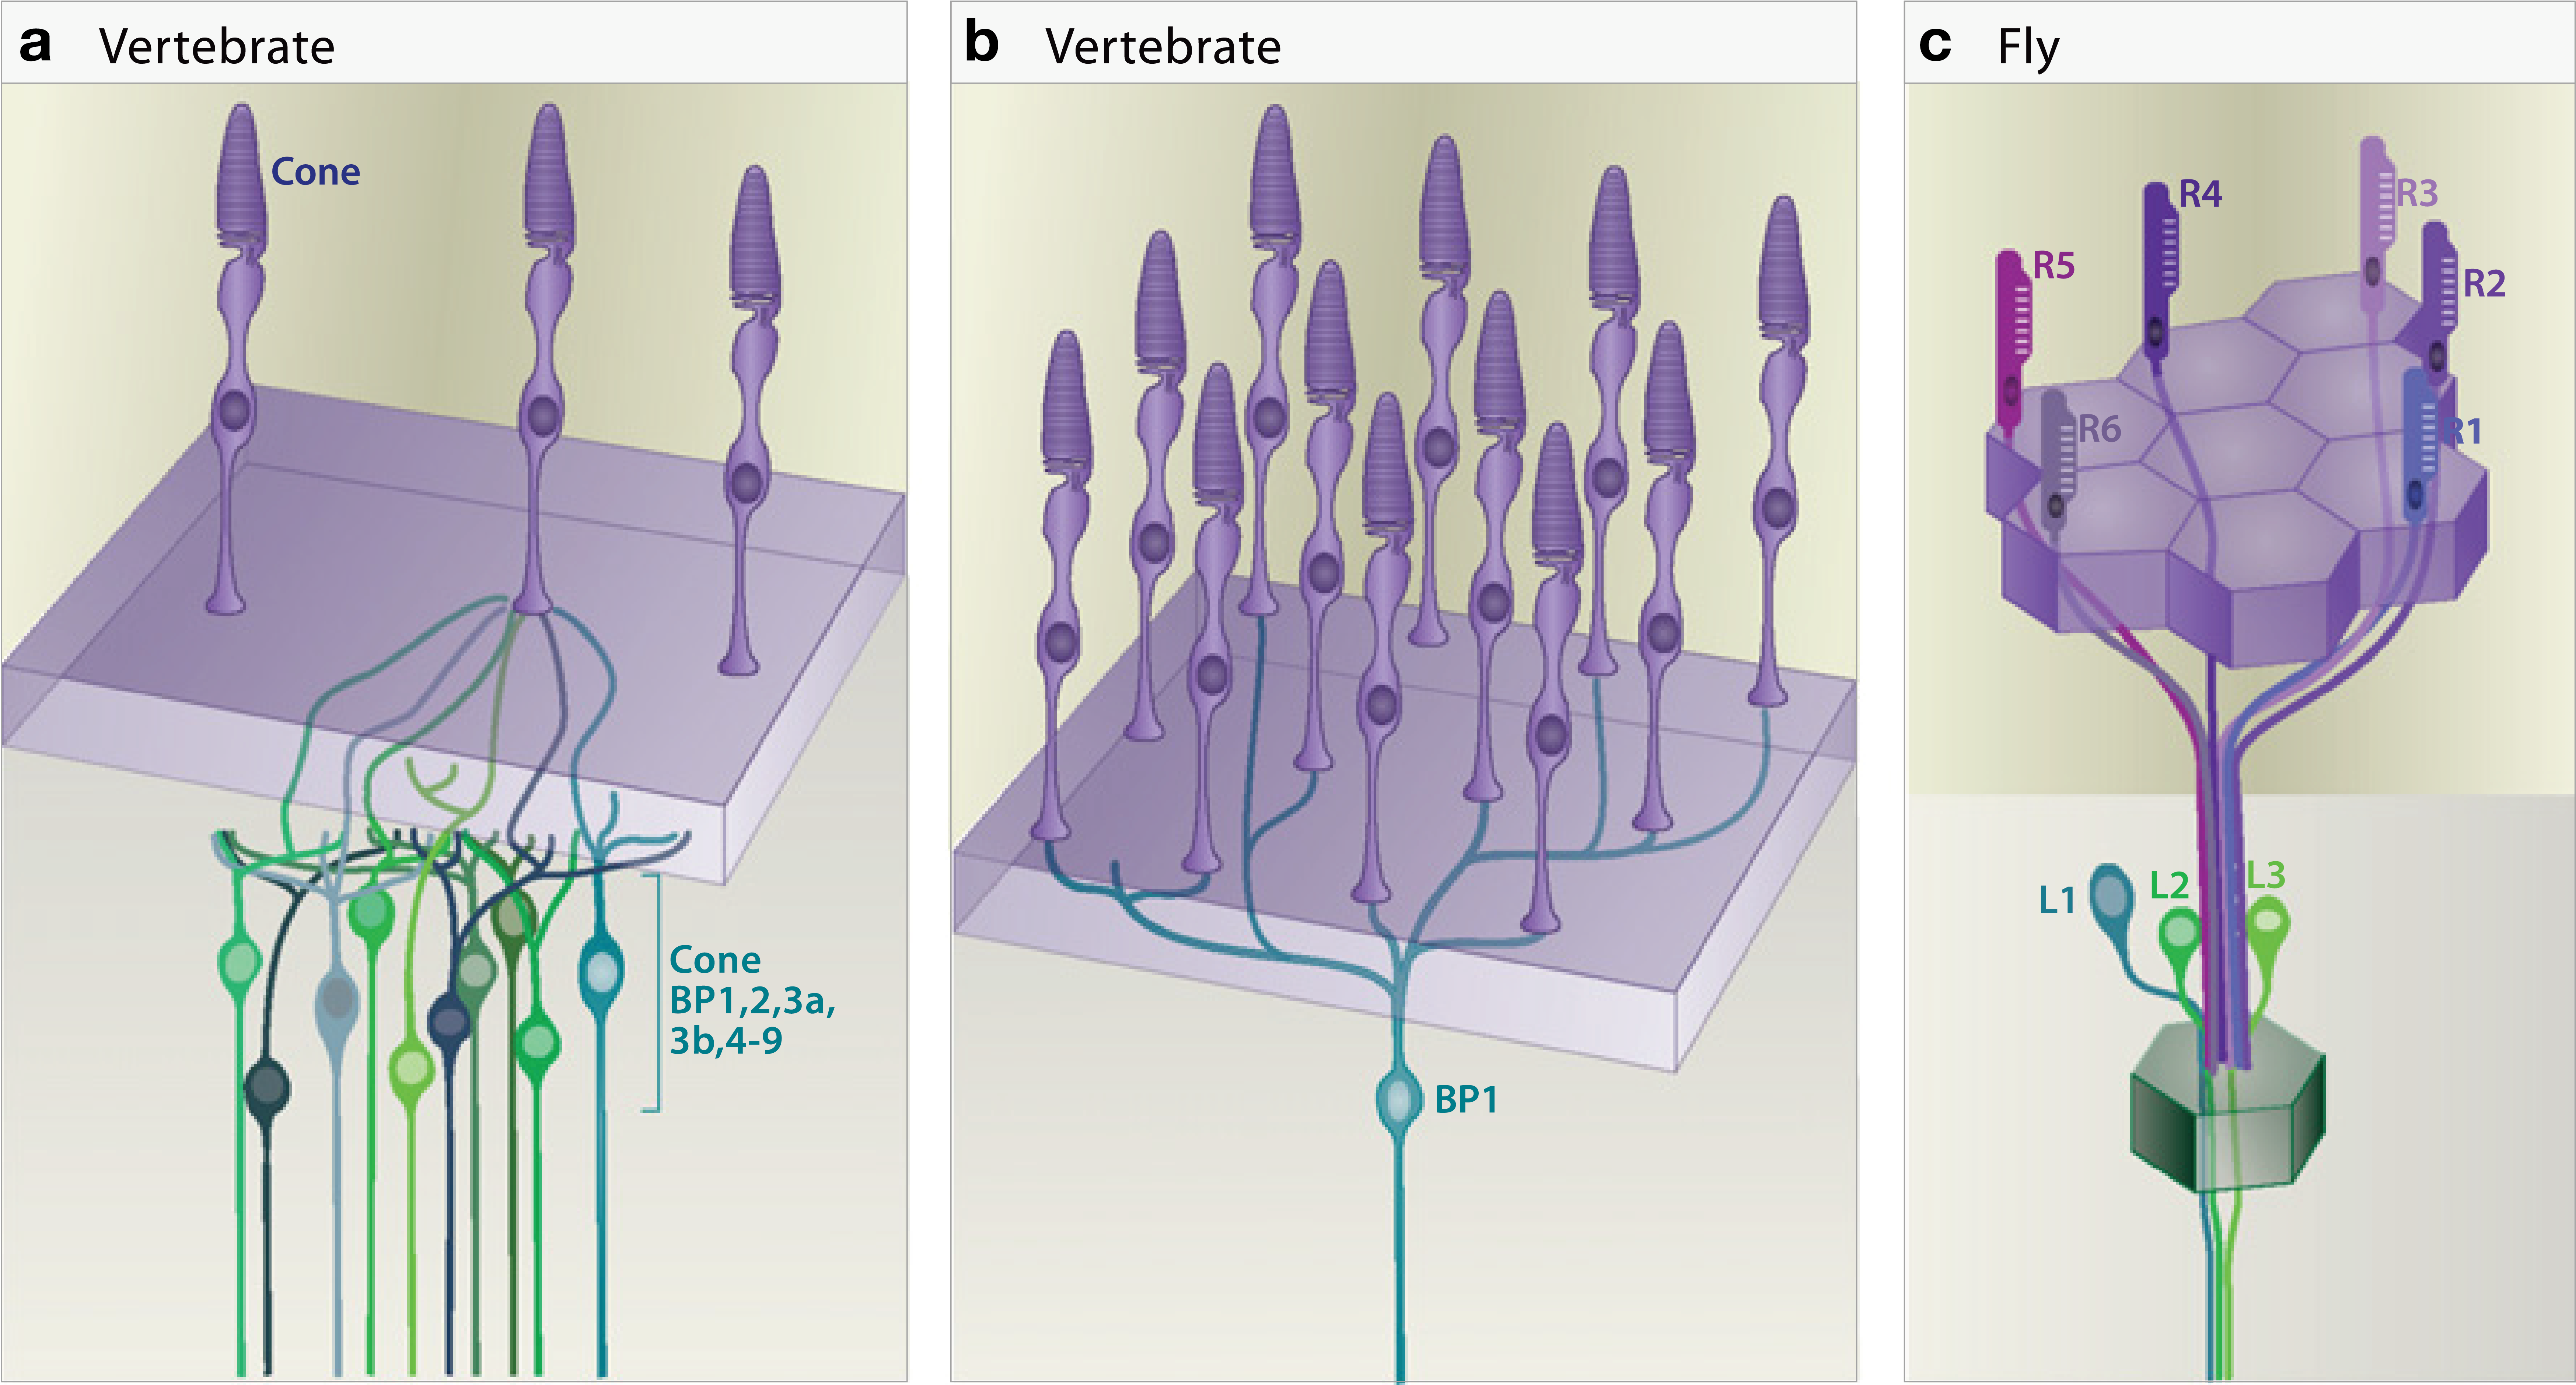 a Vertebrate
Cone
Cone
BP1,2,3a,
3b,4-9
b Vertebrate
BP1
c Fly
R3
R4
R5
R2
R6
R1
L3
L2
L1